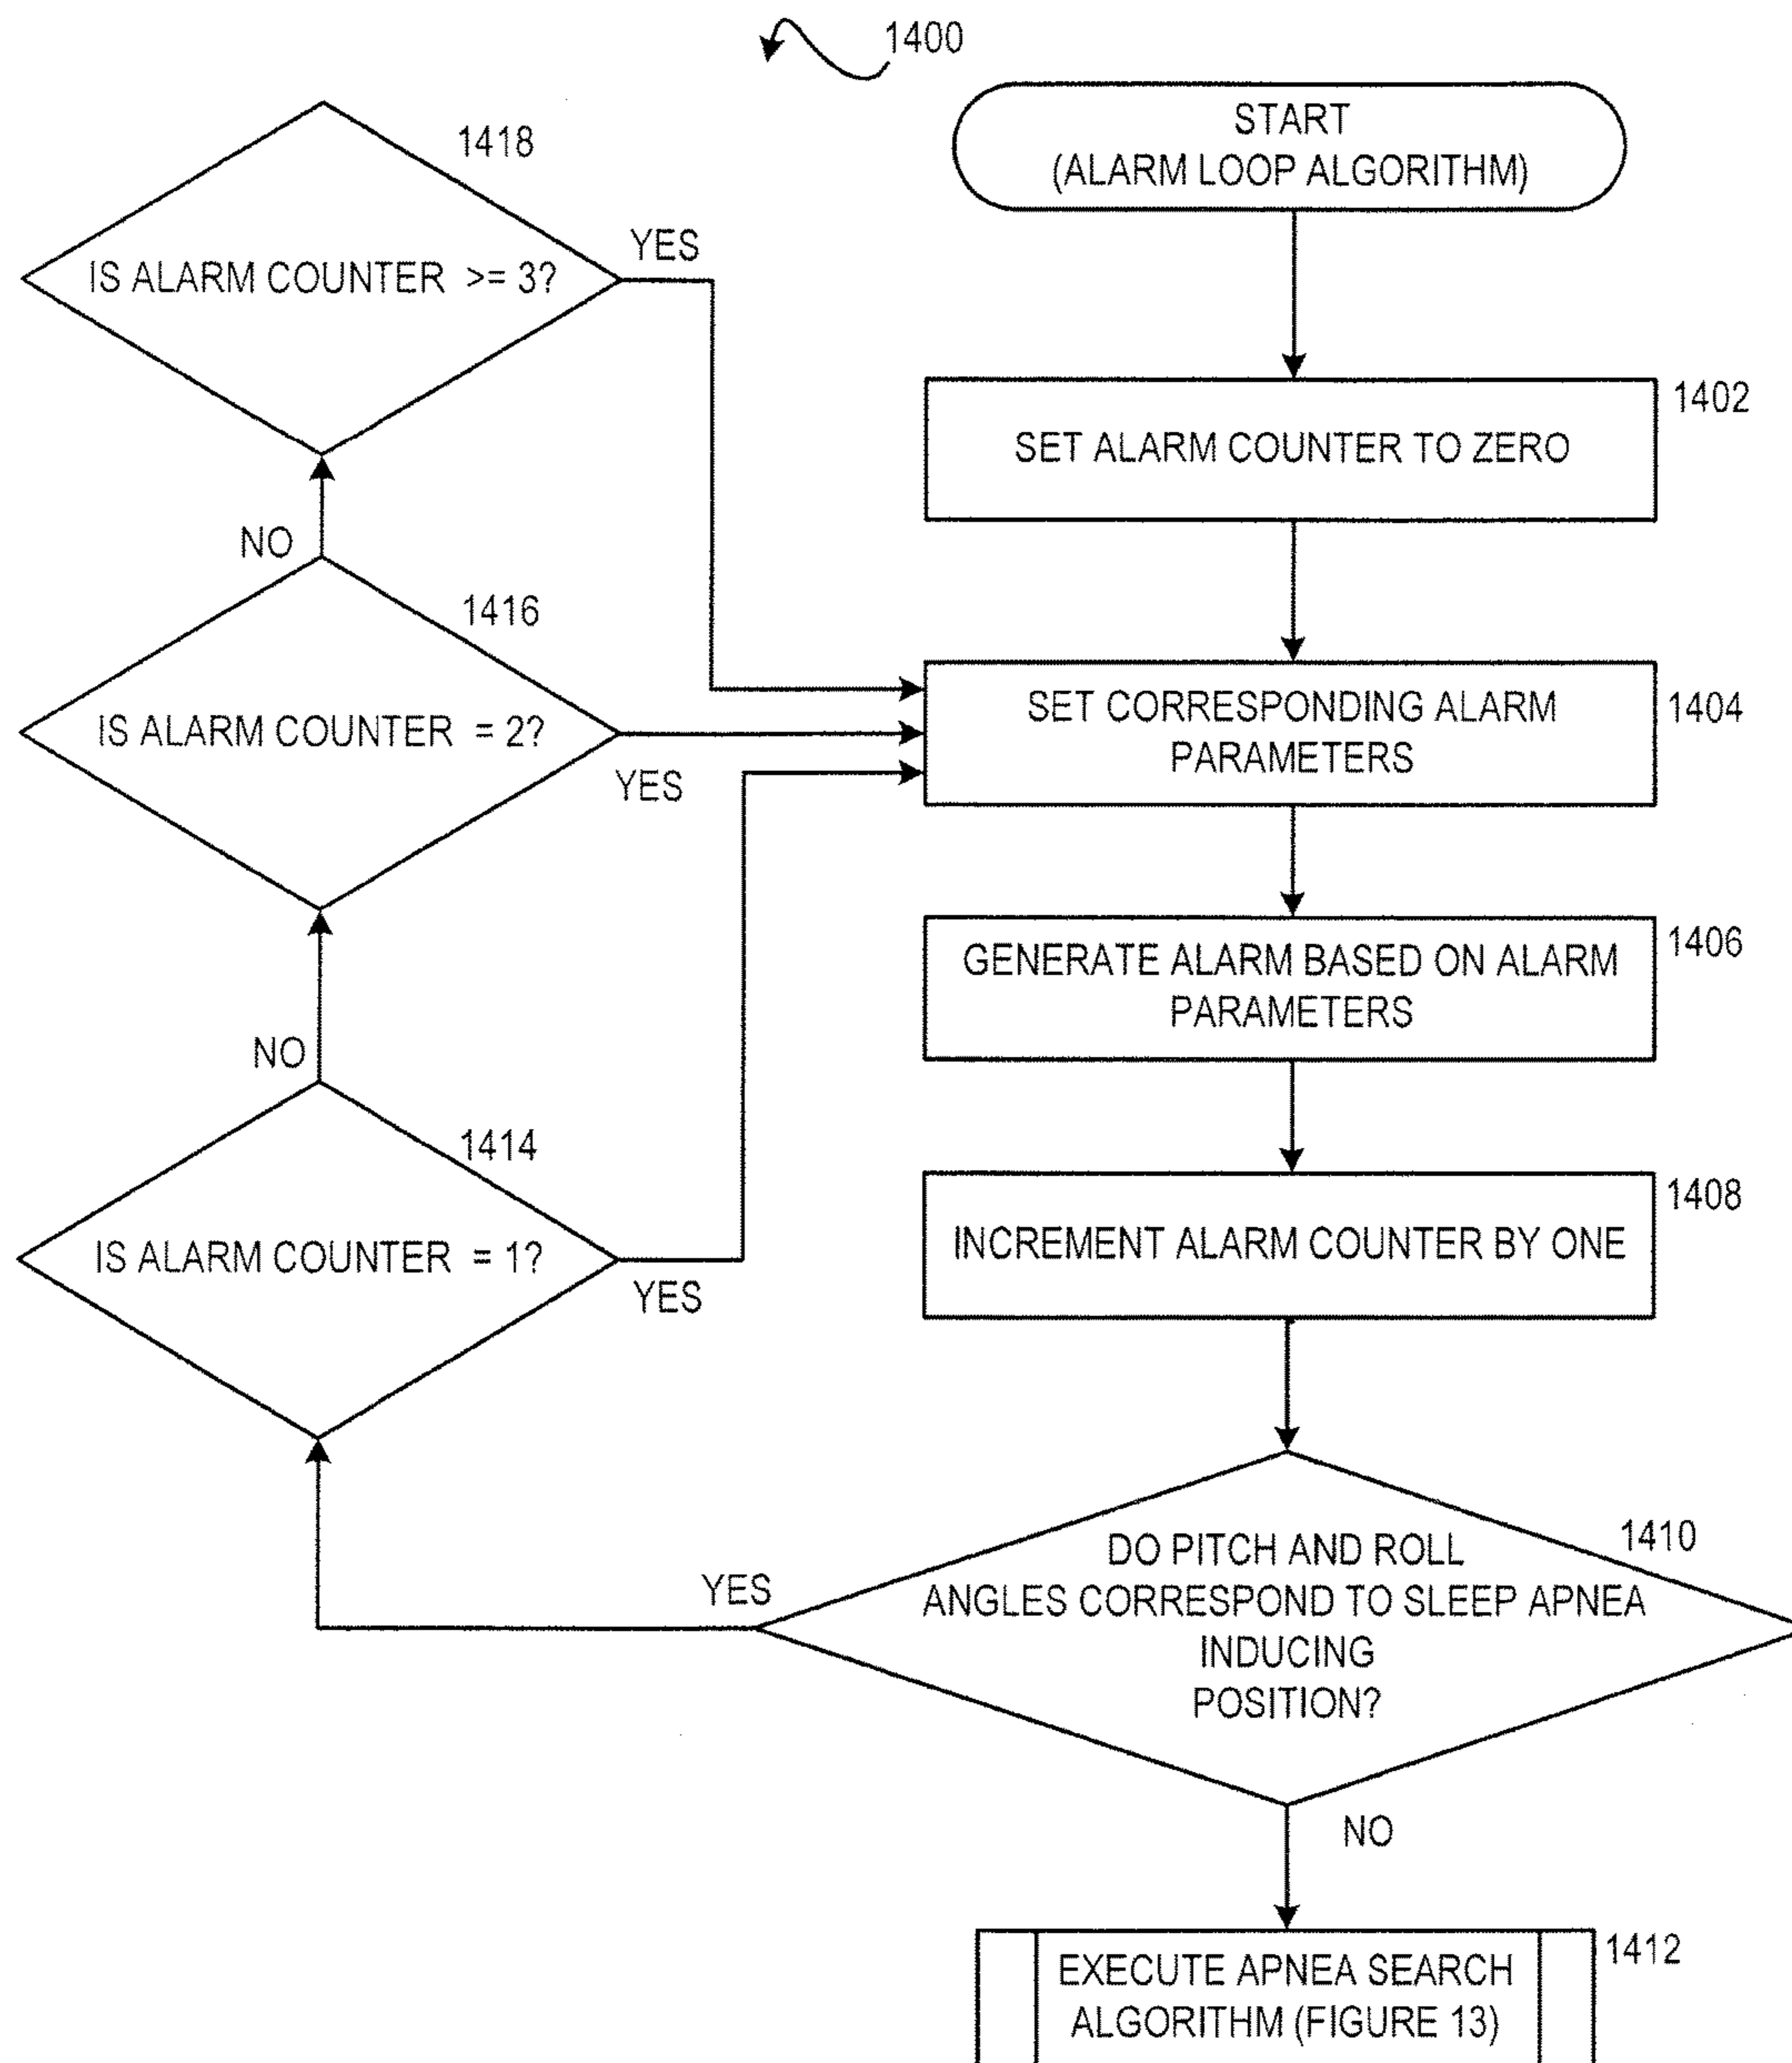 1400
START
(ALARM LOOP ALGORITHM)
1402
SET ALARM COUNTER TO ZERO
1404
SET CORRESPONDING ALARM
PARAMETERS
1406
GENERATE ALARM BASED ON ALARM
PARAMETERS
1408
INCREMENT ALARM COUNTER BY ONE
1410
DO PITCH AND ROLL
ANGLES CORRESPOND TO SLEEP APNEA
INDUCING
POSITION?
YES
NO
1412
EXECUTE APNEA SEARCH
ALGORITHM (FIGURE 13)
1414
IS ALARM COUNTER = 1?
YES
NO
1416
IS ALARM COUNTER = 2?
YES
NO
1418
IS ALARM COUNTER >= 3?
YES